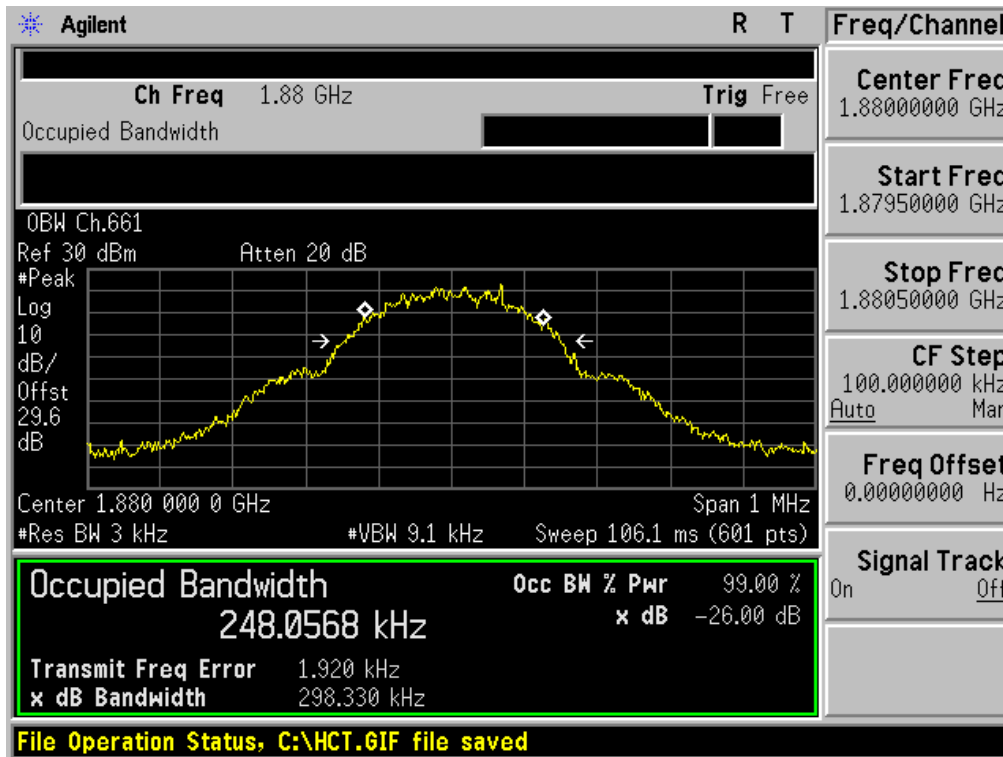 Agilent R T
Freq/Channel
Ch Freq 1.88 GHz Trig Free
Occupied Bandwidth
Center Freq
1.88000000 GHz
Start Freq
1.87950000 GHz
Stop Freq
1.88050000 GHz
CF Step
100.000000 kHz
Auto Man
Freq Offset
0.00000000 Hz
Signal Track
On Off
OBW Ch.661
Ref 30 dBm Atten 20 dB
#Peak
Log
10
dB/
Offst
29.6
dB
Center 1.880 000 0 GHz Span 1 MHz
#Res BW 3 kHz #VBW 9.1 kHz Sweep 106.1 ms (601 pts)
Occupied Bandwidth Occ BW % Pwr 99.00 %
248.0568 kHz x dB -26.00 dB
Transmit Freq Error 1.920 kHz
x dB Bandwidth 298.330 kHz
File Operation Status, C:\HCT.GIF file saved